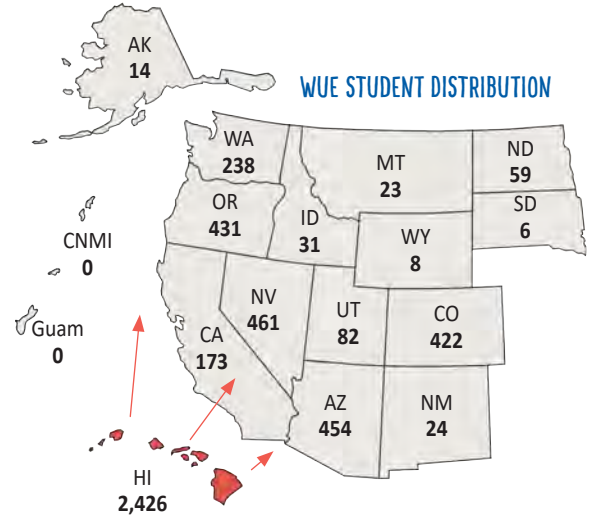 AK
14
WUE STUDENT DISTRIBUTION
WA
238
MT
23
ND
59
OR
431
ID
31
SD
6
WY
8
CNMI
0
NV
461
UT
82
CO
422
Guam
0
CA
173
AZ
454
NM
24
HI
2,426